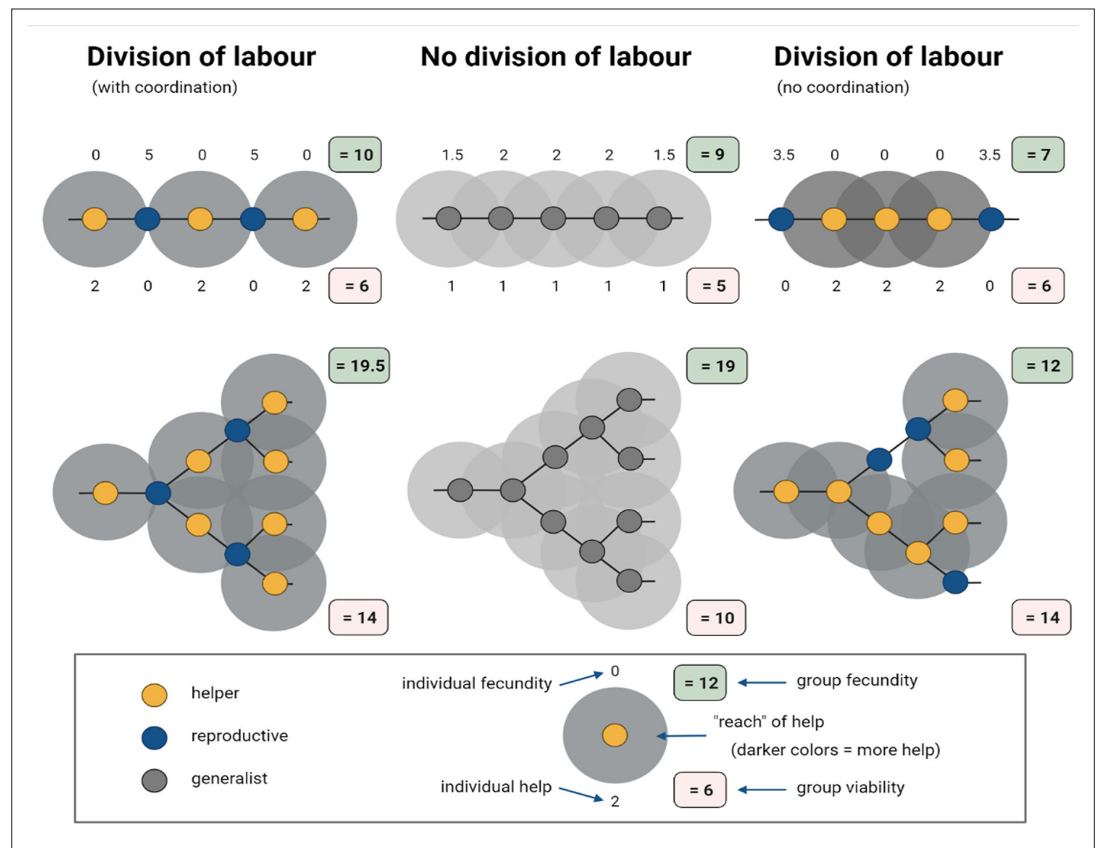 Division of labour
(with coordination)
No division of labour
Division of labour
(no coordination)
0 5 0 5 0 = 10
1.5 2 2 2 1.5 = 9
3.5 0 0 0 3.5 = 7
2 0 2 0 2 = 6
1 1 1 1 1 = 5
0 2 2 2 0 = 6
= 19.5
= 19
= 12
= 14
= 10
= 14
helper
reproductive
generalist
individual fecundity
0
= 12
group fecundity
"reach" of help
(darker colors = more help)
individual help
2
= 6
group viability